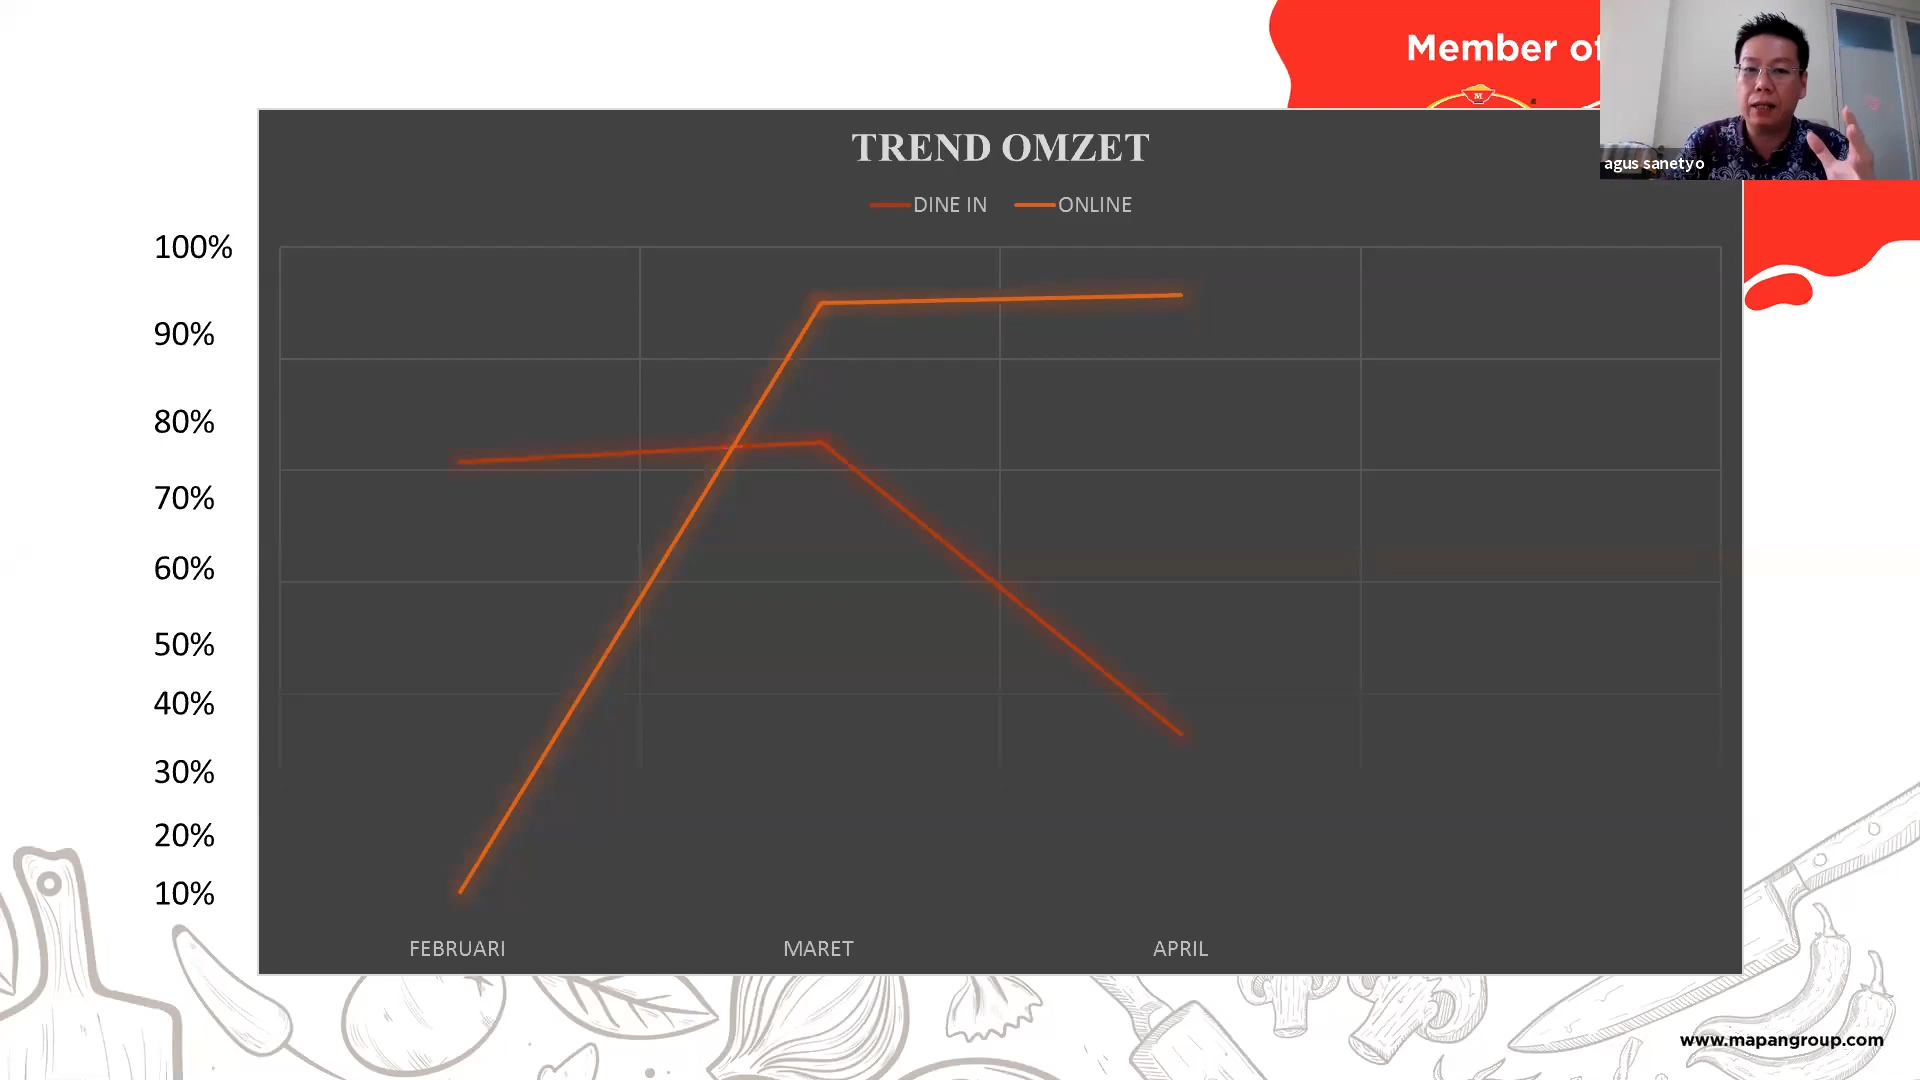 Member of
agus sanetyo
TREND OMZET
DINE IN
ONLINE
100%
90%
80%
70%
60%
50%
40%
30%
20%
10%
FEBRUARI
MARET
APRIL
M
www.mapangroup.com